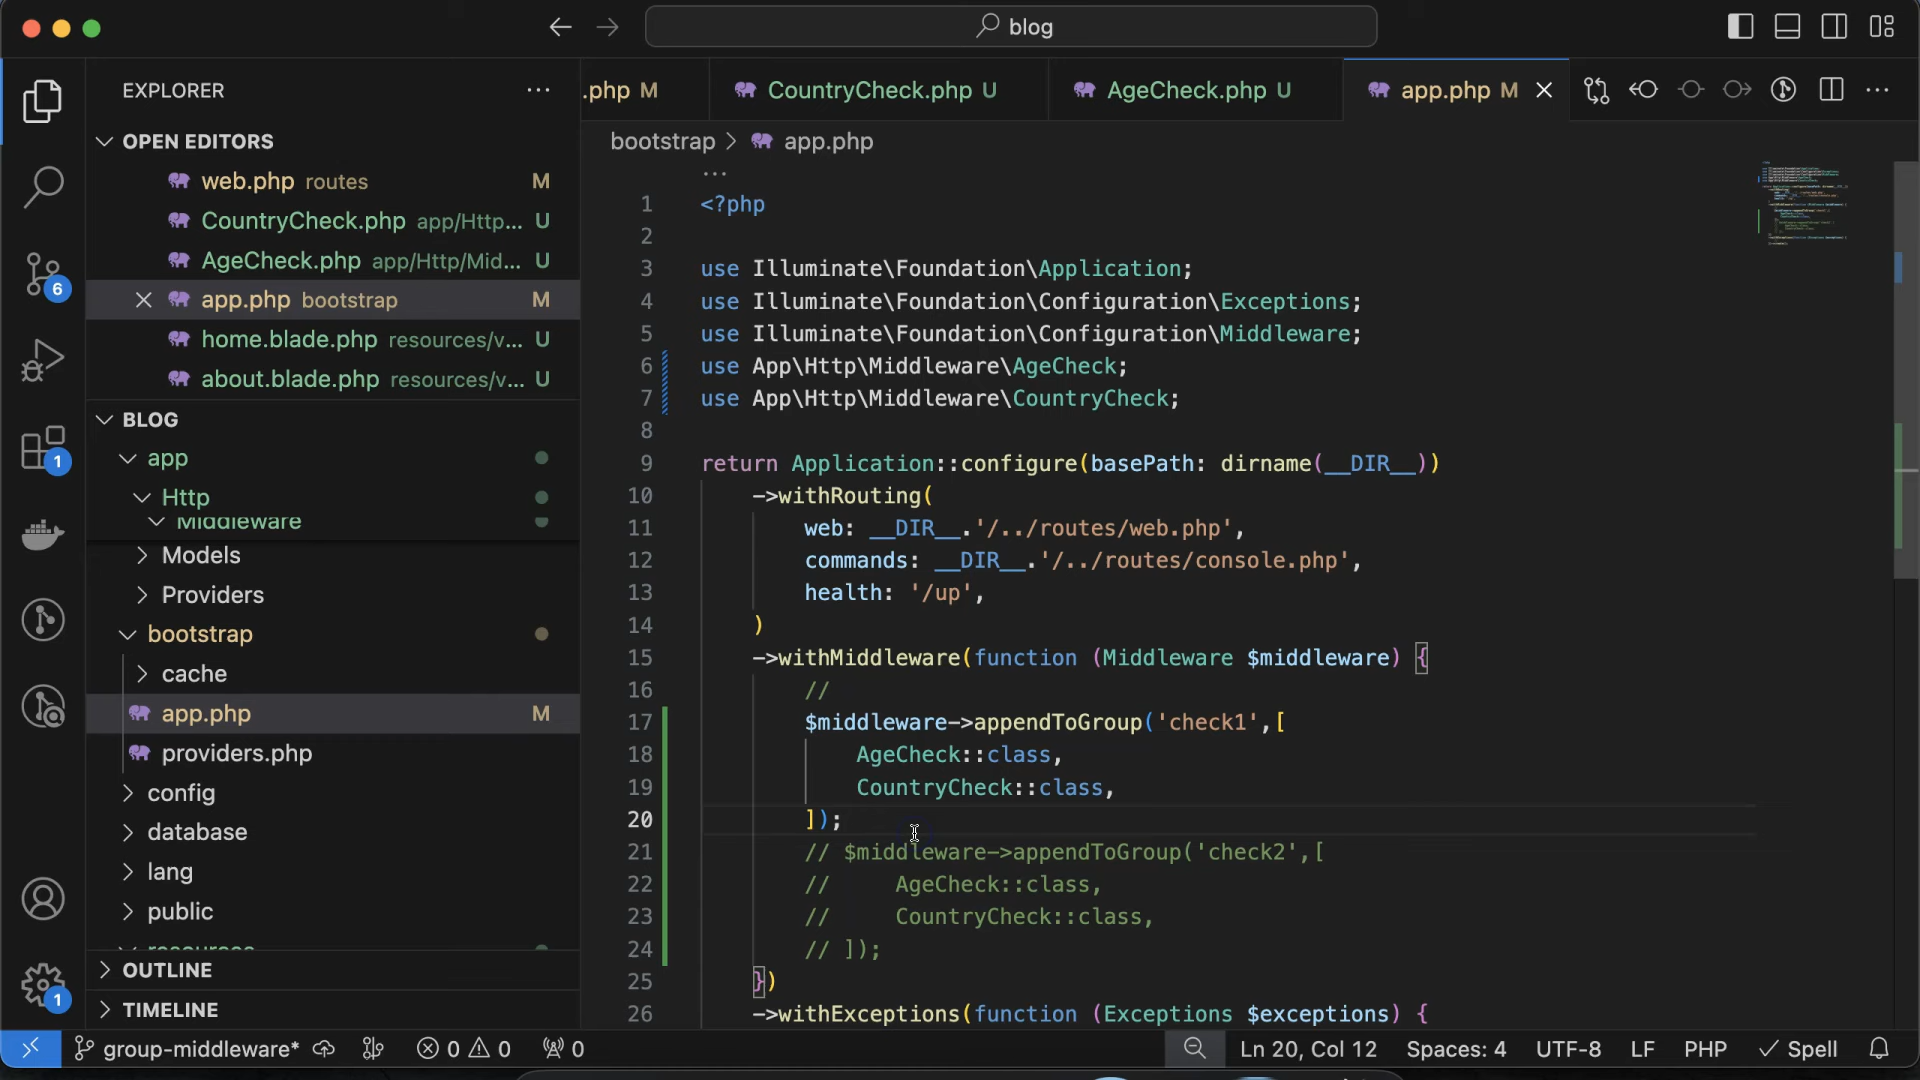 blog
EXPLORER
OPEN EDITORS
web.php routes M
CountryCheck.php app/Http... U
AgeCheck.php app/Http/Mid... U
app.php bootstrap M
home.blade.php resources/v... U
about.blade.php resources/v... U
BLOG
app
Http
Middleware
Models
Providers
bootstrap
cache
app.php M
providers.php
config
database
lang
public
resources
OUTLINE
TIMELINE
6
1
1
.php M
CountryCheck.php U
AgeCheck.php U
app.php M
bootstrap > app.php
...
1 <?php
2
3 use Illuminate\Foundation\Application;
4 use Illuminate\Foundation\Configuration\Exceptions;
5 use Illuminate\Foundation\Configuration\Middleware;
6 use App\Http\Middleware\AgeCheck;
7 use App\Http\Middleware\CountryCheck;
8
9 return Application::configure(basePath: dirname(__DIR__))
10 ->withRouting(
11 web: __DIR__.'/../routes/web.php',
12 commands: __DIR__.'/../routes/console.php',
13 health: '/up',
14 )
15 ->withMiddleware(function (Middleware $middleware) {
16 //
17 $middleware->appendToGroup('check1',[
18 AgeCheck::class,
19 CountryCheck::class,
20 ]);
21 // $middleware->appendToGroup('check2',[
22 // AgeCheck::class,
23 // CountryCheck::class,
24 // ]);
25 })
26 ->withExceptions(function (Exceptions $exceptions) {
group-middleware* 0 0 0 Ln 20, Col 12 Spaces: 4 UTF-8 LF PHP Spell